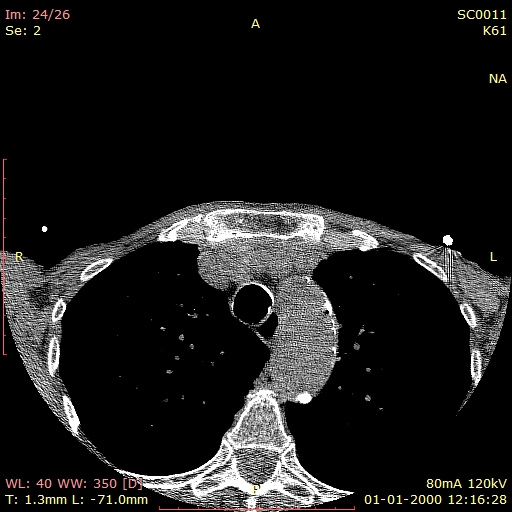 Im: 24/26
Se: 2
A
SC0011
K61
NA
R
L
WL: 40 WW: 350 [D]
T: 1.3mm L: -71.0mm
P
80mA 120kV
01-01-2000 12:16:28